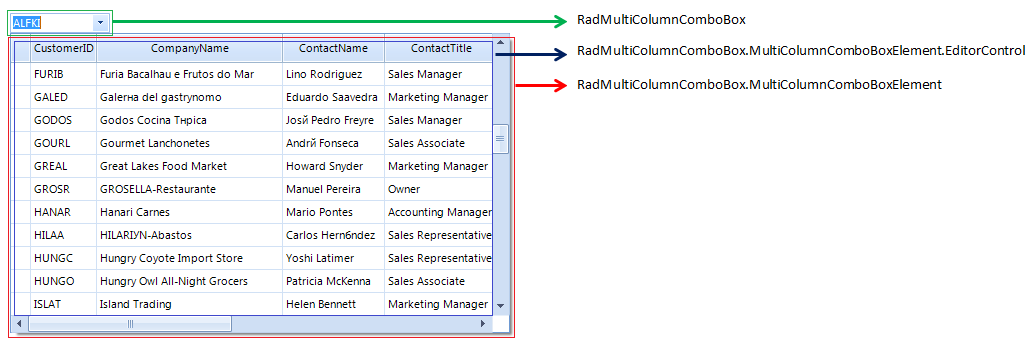 ALFKI
RadMultiColumnComboBox
CustomerID CompanyName ContactName ContactTitle
RadMultiColumnComboBox.MultiColumnComboBoxElement.EditorControl
FURIB Furia Bacalhau e Frutos do Mar Lino Rodriguez Sales Manager
RadMultiColumnComboBox.MultiColumnComboBoxElement
GALED Galerнa del gastrуnomo Eduardo Saavedra Marketing Manager
GODOS Godos Cocina Tнpica Josй Pedro Freyre Sales Manager
GOURL Gourmet Lanchonetes Andrй Fonseca Sales Associate
GREAL Great Lakes Food Market Howard Snyder Marketing Manager
GROSR GROSELLA-Restaurante Manuel Pereira Owner
HANAR Hanari Carnes Mario Pontes Accounting Manager
HILAA HILARIУN-Abastos Carlos Hernбndez Sales Representative
HUNGC Hungry Coyote Import Store Yoshi Latimer Sales Representative
HUNGO Hungry Owl All-Night Grocers Patricia McKenna Sales Associate
ISLAT Island Trading Helen Bennett Marketing Manager